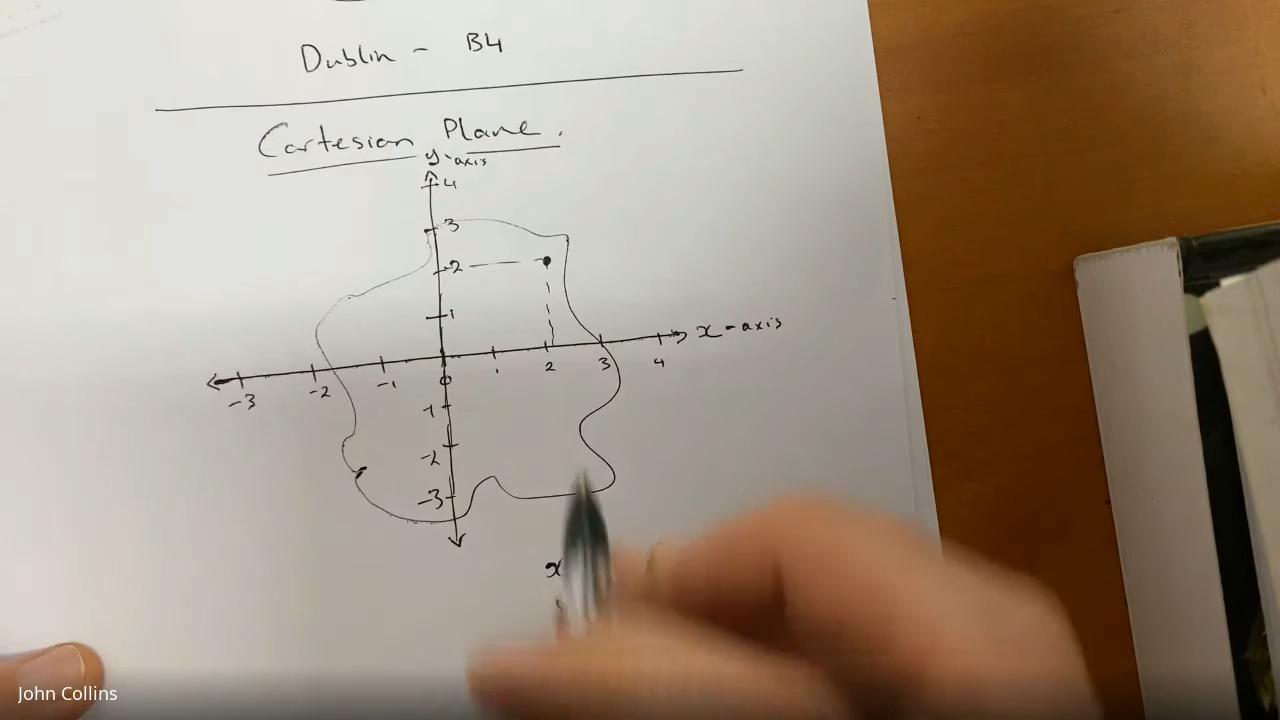 Dublin - B4
Cartesian Plane.
y-axis
4
3
2
1
x-axis
-3 -2 -1 0 1 2 3 4
-1
-2
-3
x
John Collins